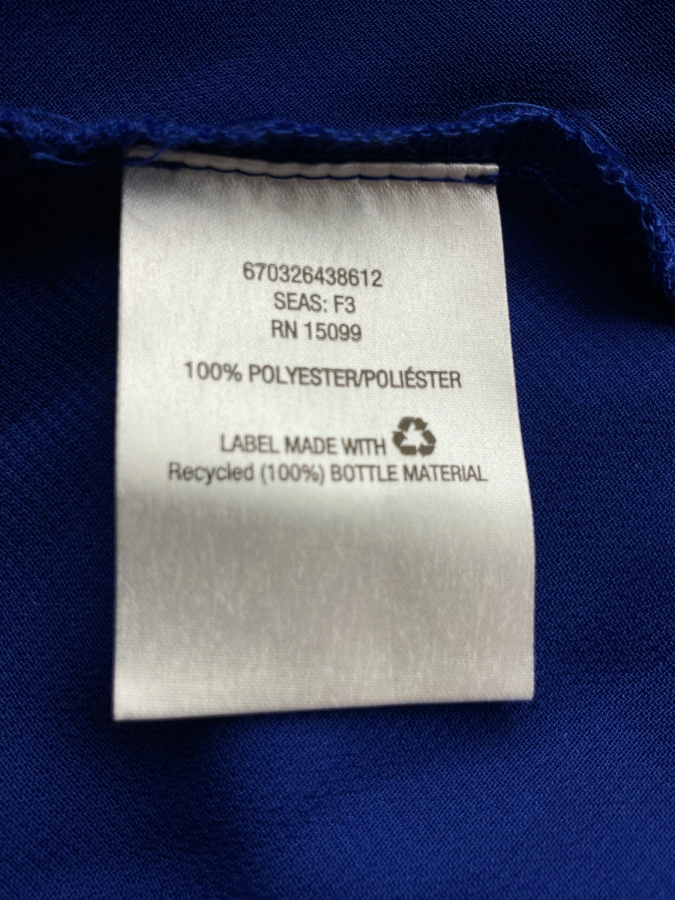 670326438612
SEAS: F3
RN 15099
100% POLYESTER/POLIÉSTER
LABEL MADE WITH
Recycled (100%) BOTTLE MATERIAL